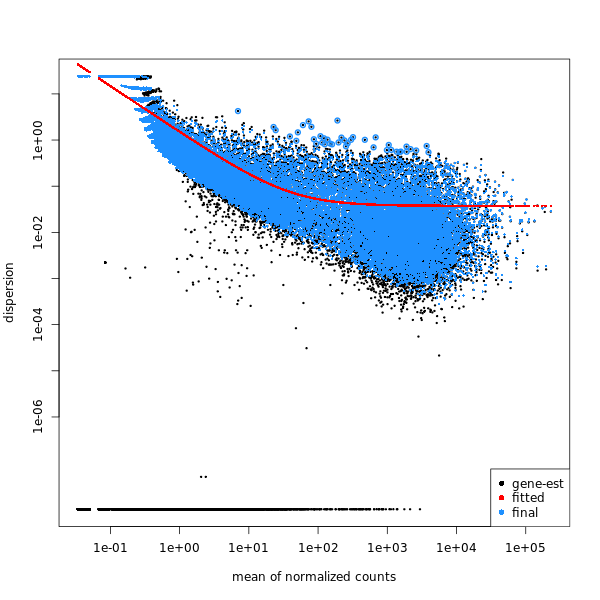 1e+00
1e-02
1e-04
1e-06
dispersion
gene-est
fitted
final
1e-01
1e+00
1e+01
1e+02
1e+03
1e+04
1e+05
mean of normalized counts